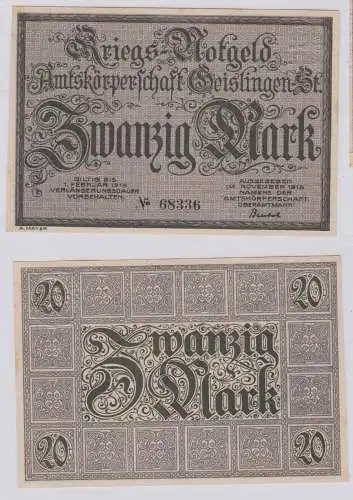 Kriegs-Notgeld
Amtskörperschaft Geislingen-St.
Zwanzig Mark
GILTIG BIS
1. FEBRUAR 1919
VERLÄNGERUNGSDAUER
VORBEHALTEN.
No 68336
AUSGEGEBEN
IM NOVEMBER 1918
NAMENS DER
AMTSKÖRPERSCHAFT:
OBERAMTMANN:
20 20
Zwanzig
Mark
20 20